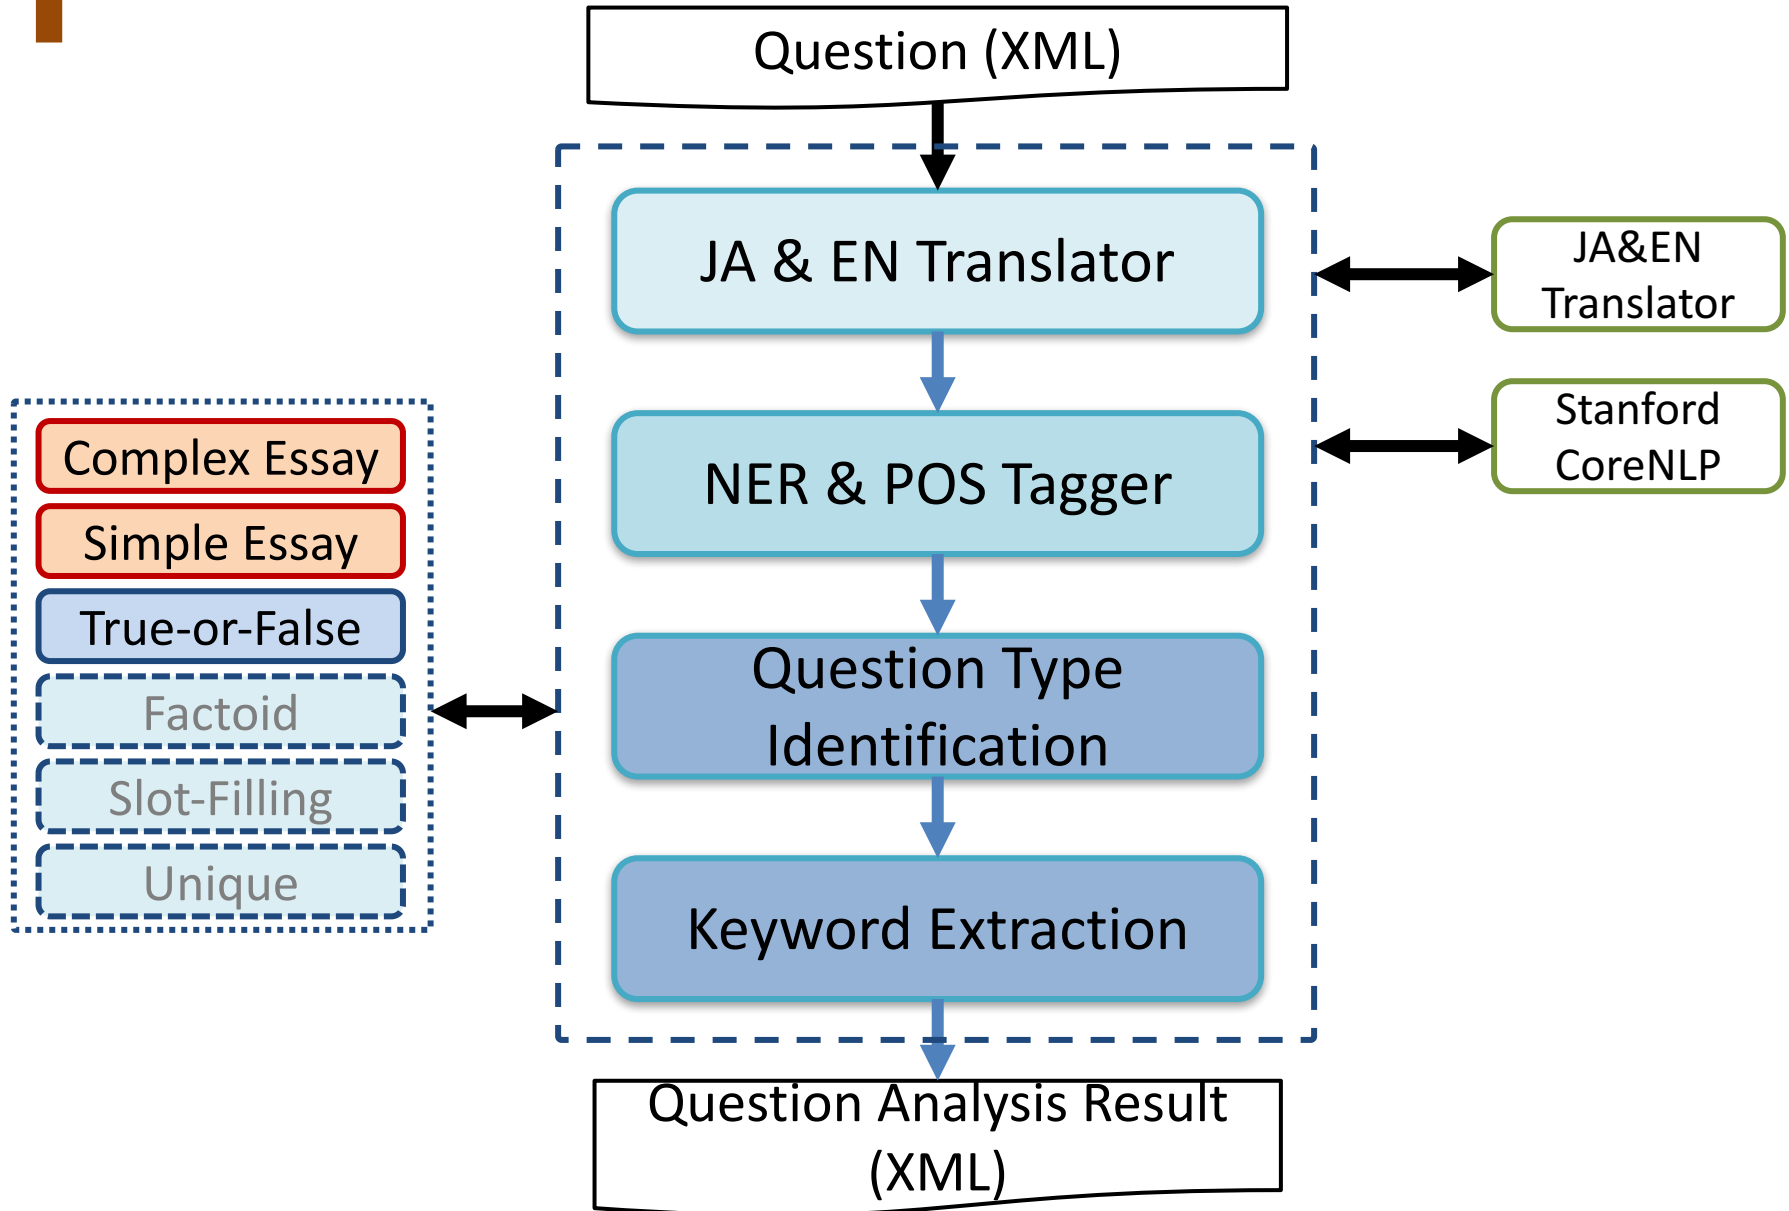 Question (XML)
JA & EN Translator
JA&EN
Translator
NER & POS Tagger
Stanford
CoreNLP
Complex Essay
Simple Essay
True-or-False
Factoid
Slot-Filling
Unique
Question Type
Identification
Keyword Extraction
Question Analysis Result
(XML)